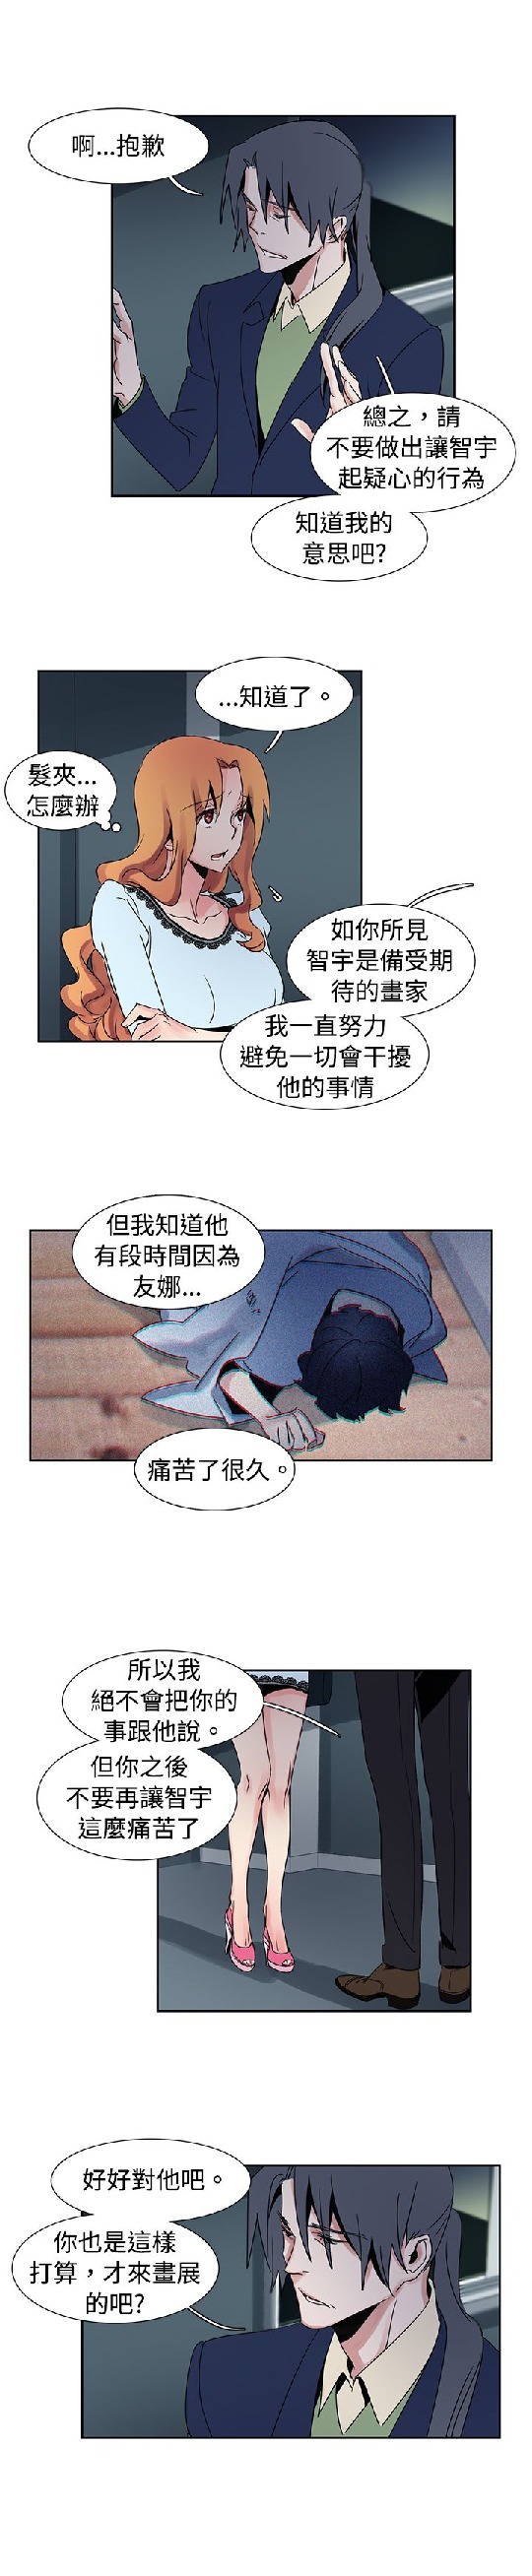 啊...抱歉
總之，請
不要做出讓智宇
起疑心的行為
知道我的
意思吧?
...知道了。
髮夾...
怎麼辦
如你所見
智宇是備受期
待的畫家
我一直努力
避免一切會干擾
他的事情
但我知道他
有段時間因為
友娜...
痛苦了很久。
所以我
絕不會把你的
事跟他說。
但你之後
不要再讓智宇
這麼痛苦了
好好對他吧。
你也是這樣
打算，才來畫展
的吧?